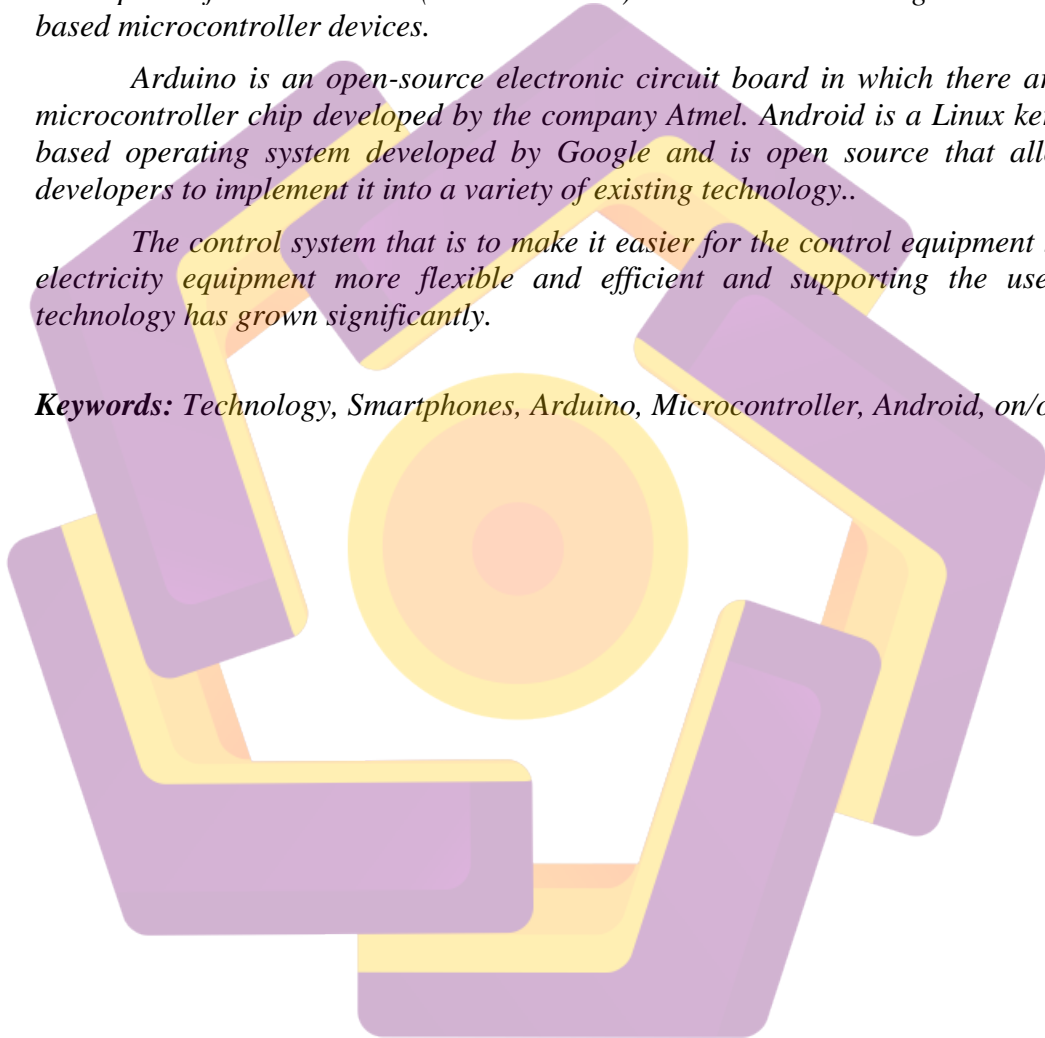 based microcontroller devices.
Arduino is an open-source electronic circuit board in which there
microcontroller chip developed by the company Atmel. Android is a Linux
based operating system developed by Google and is open source that
developers to implement it into a variety of existing technology..
The control system that is to make it easier for the control equipment
electricity equipment more flexible and efficient and supporting the use
technology has grown significantly.
Keywords: Technology, Smartphones, Arduino, Microcontroller, Android,